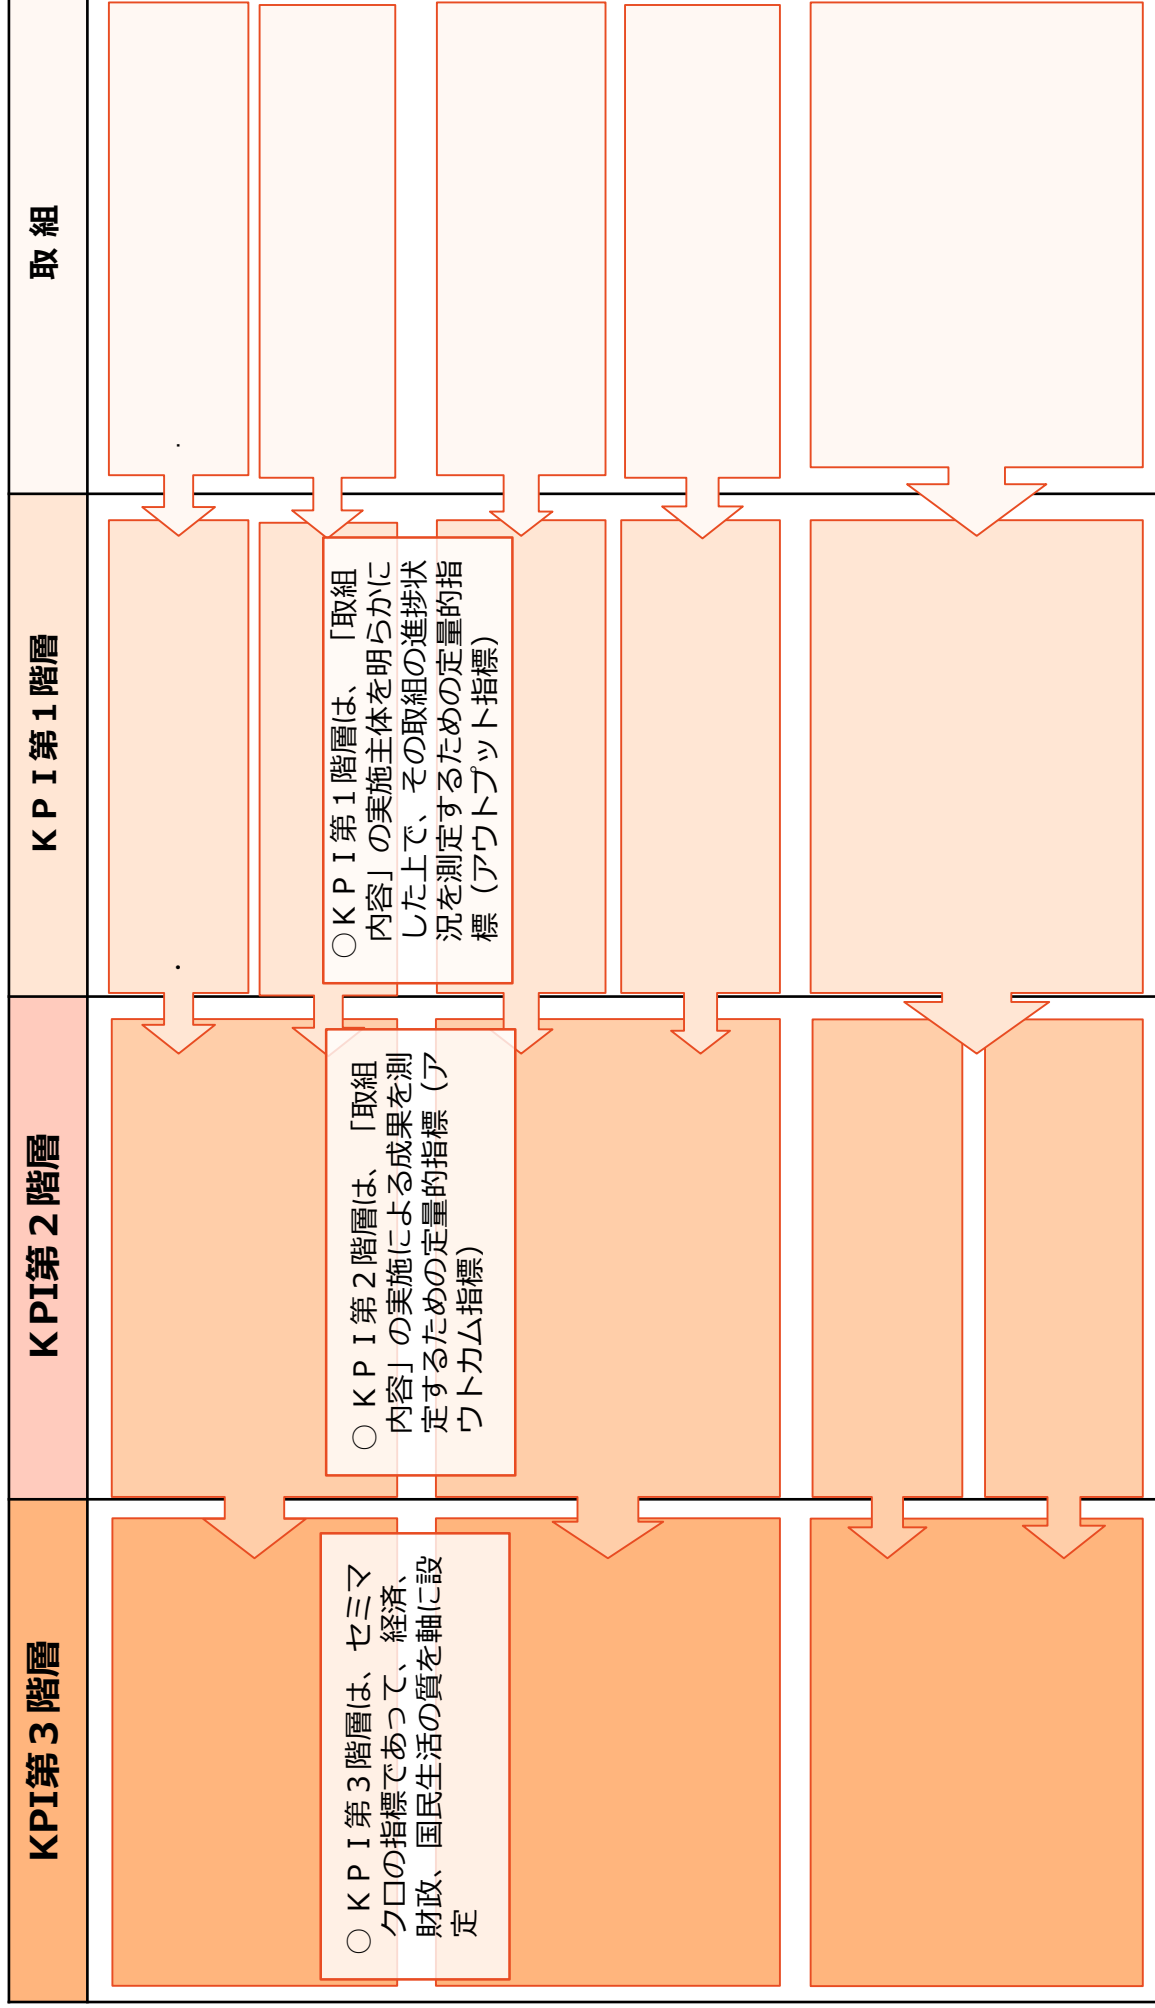 KPI第3階層
KPI第2階層
KPI第1階層
取組
○ KPI第3階層は、セミマ
クロの指標であって、経済、
財政、国民生活の質を軸に設
定
○ KPI第2階層は、「取組
内容」の実施による成果を測
定するための定量的指標（ア
ウトカム指標）
○KPI第1階層は、「取組
内容」の実施主体を明らかに
した上で、その取組の進捗状
況を測定するための定量的指
標（アウトプット指標）